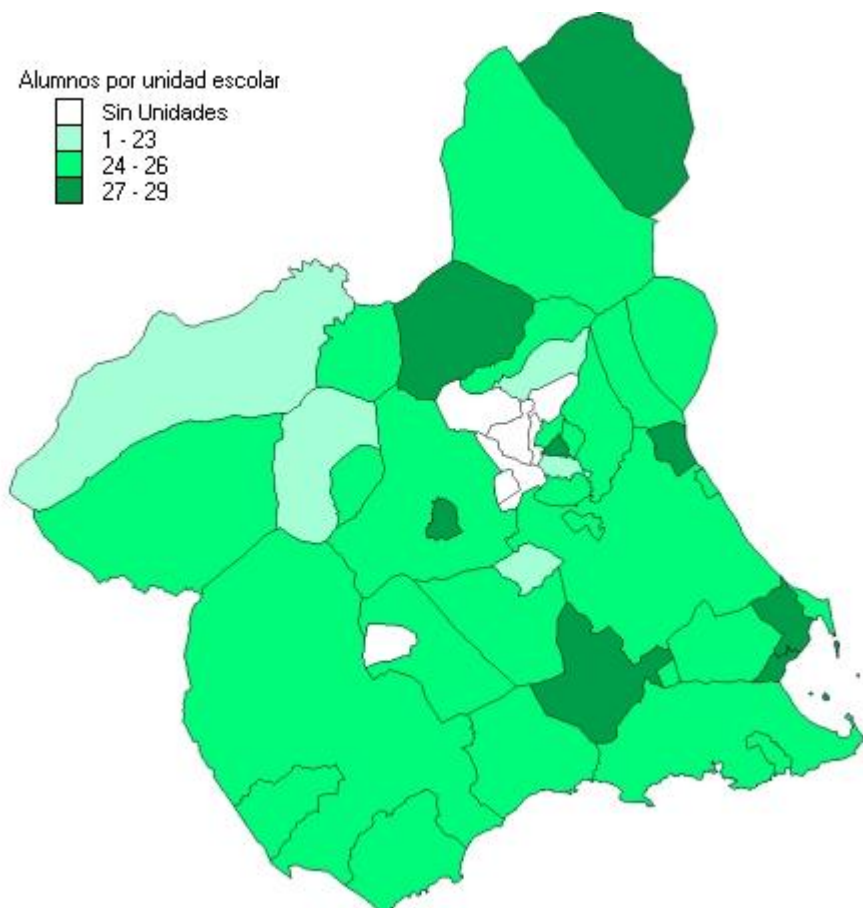 Alumnos por unidad escolar
Sin Unidades
1 - 23
24 - 26
27 - 29